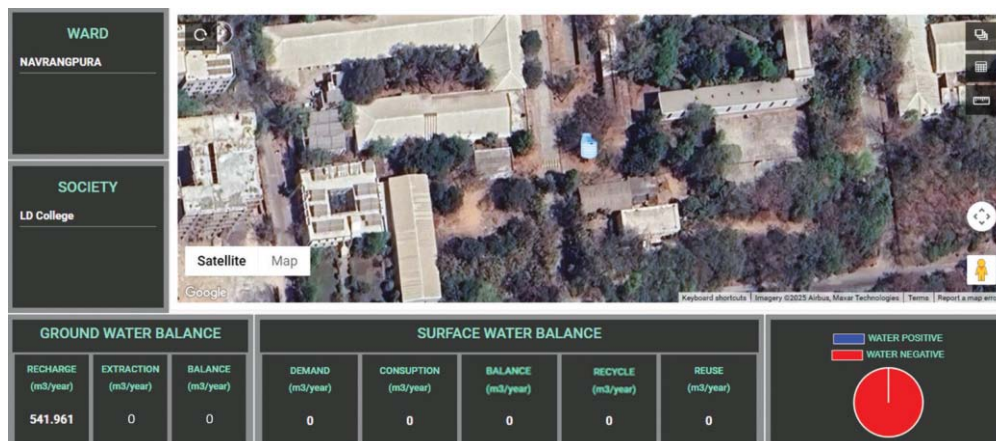 WARD
NAVRANGPURA
SOCIETY
LD College
Satellite Map
Google
Keyboard shortcuts Imagery ©2025 Airbus, Maxar Technologies Terms Report a map erro
GROUND WATER BALANCE
RECHARGE EXTRACTION BALANCE
(m3/year) (m3/year) (m3/year)
541.961 0 0
SURFACE WATER BALANCE
DEMAND CONSUPTION BALANCE RECYCLE REUSE
(m3/year) (m3/year) (m3/year) (m3/year) (m3/year)
0 0 0 0 0
WATER POSITIVE
WATER NEGATIVE